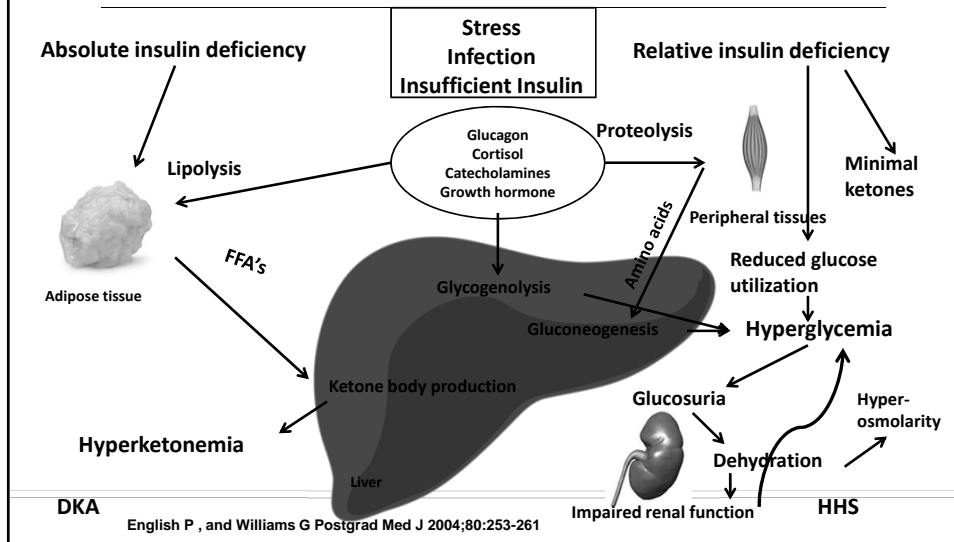 Stress
Infection
Insufficient Insulin
Absolute insulin deficiency
Relative insulin deficiency
Glucagon
Cortisol
Catecholamines
Growth hormone
Proteolysis
Lipolysis
Minimal
ketones
Peripheral tissues
Amino acids
FFA's
Adipose tissue
Reduced glucose
utilization
Glycogenolysis
Gluconeogenesis
Hyperglycemia
Ketone body production
Glucosuria
Hyper-
osmolarity
Hyperketonemia
Dehydration
Liver
DKA
Impaired renal function
HHS
English P , and Williams G Postgrad Med J 2004;80:253-261